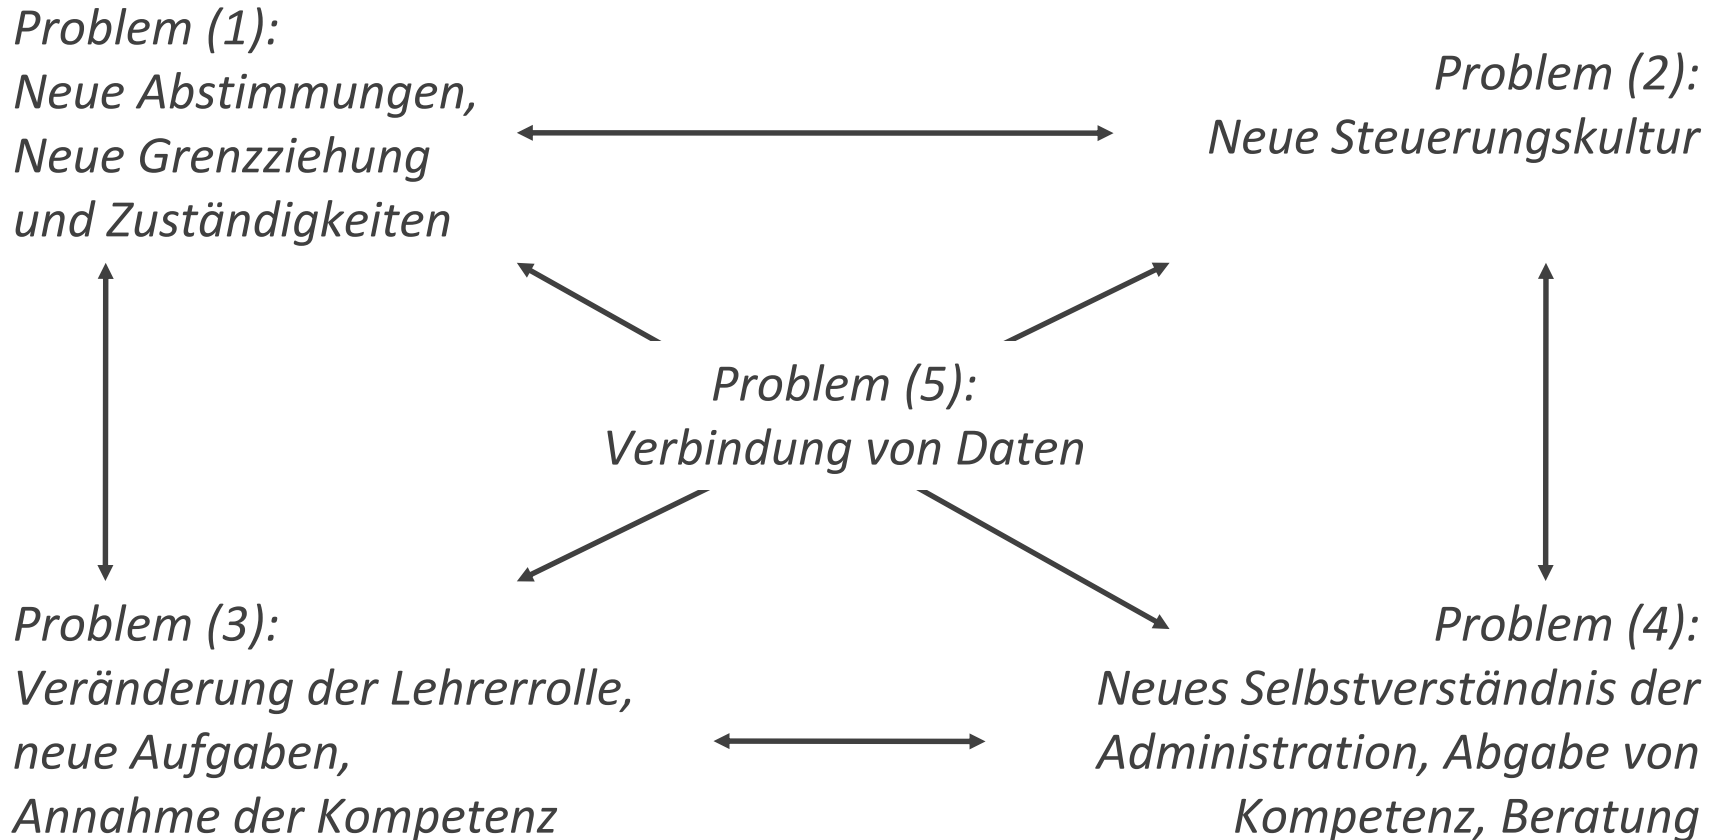 Problem (1):
Neue Abstimmungen,
Neue Grenzziehung
und Zuständigkeiten
Problem (2):
Neue Steuerungskultur
Problem (5):
Verbindung von Daten
Problem (3):
Veränderung der Lehrerrolle,
neue Aufgaben,
Annahme der Kompetenz
Problem (4):
Neues Selbstverständnis der
Administration, Abgabe von
Kompetenz, Beratung